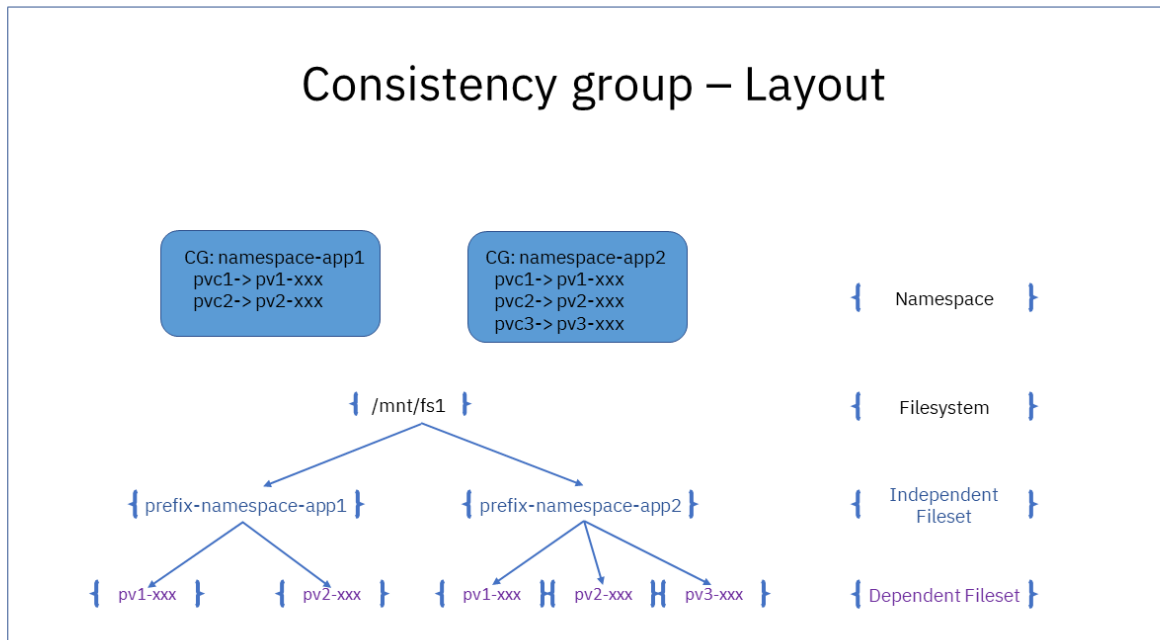 Consistency group – Layout
CG: namespace-app1
pvc1-> pv1-xxx
pvc2-> pv2-xxx
CG: namespace-app2
pvc1-> pv1-xxx
pvc2-> pv2-xxx
pvc3-> pv3-xxx
{ Namespace }
{ /mnt/fs1 }
{ Filesystem }
{ prefix-namespace-app1 }
{ prefix-namespace-app2 }
{ Independent
Fileset }
{ pv1-xxx }
{ pv2-xxx }
{ pv1-xxx }
{ pv2-xxx }
{ pv3-xxx }
{ Dependent Fileset }